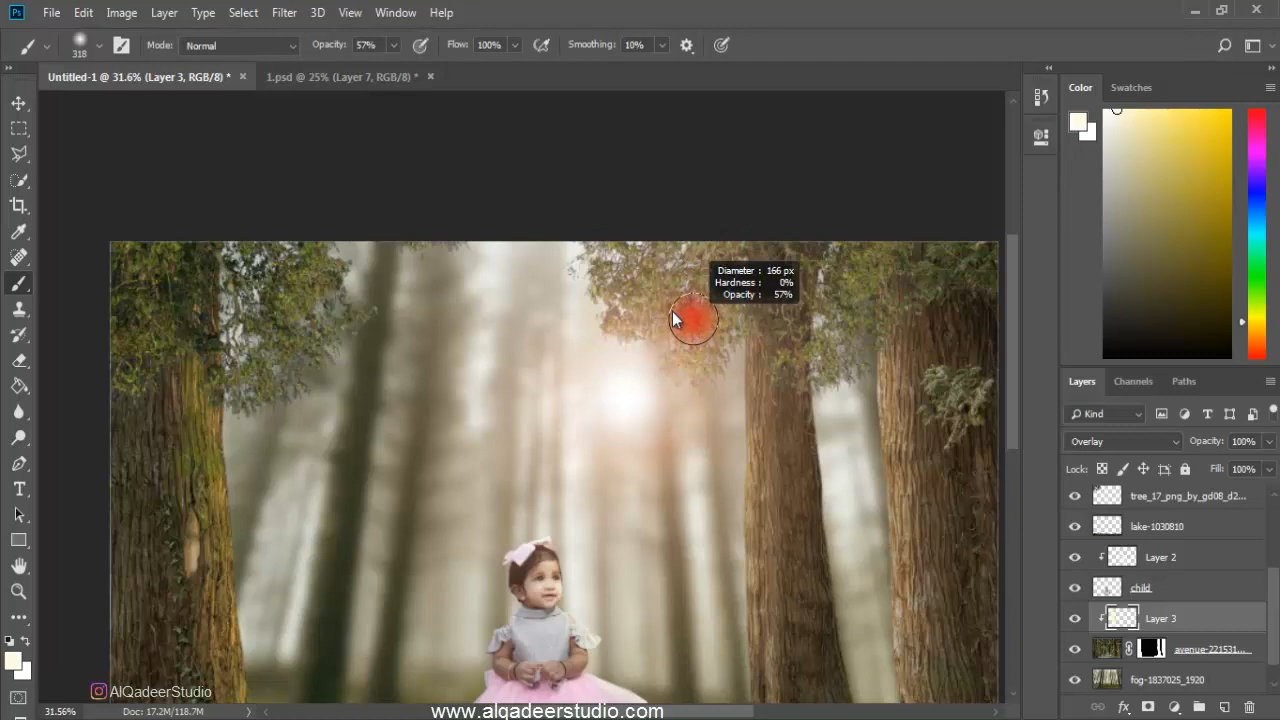 Ps File Edit Image Layer Type Select Filter 3D View Window Help
318 Mode: Normal Opacity: 57% Flow: 100% Smoothing: 10%
Untitled-1 @ 31.6% (Layer 3, RGB/8) * × 1.psd @ 25% (Layer 7, RGB/8) * ×
Color Swatches
Diameter : 166 px
Hardness : 0%
Opacity : 57%
Layers Channels Paths
Kind
Overlay Opacity: 100%
Lock: Fill: 100%
tree_17_png_by_gd08_d2...
lake-1030810
Layer 2
child
Layer 3
avenue-221531...
fog-1837025_1920
AlQadeerStudio
31.56% Doc: 17.2M/118.7M
www.alqadeerstudio.com